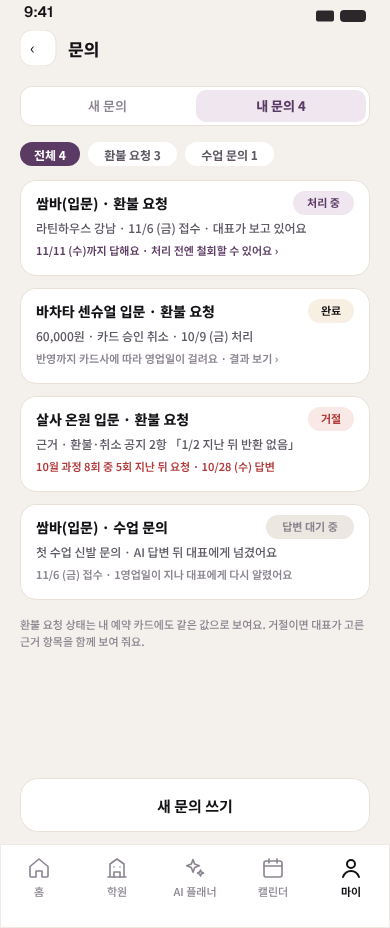 9:41
‹ 문의
새 문의
내 문의 4
전체 4
환불 요청 3
수업 문의 1
쌈바(입문) · 환불 요청
처리 중
라틴하우스 강남 · 11/6 (금) 접수 · 대표가 보고 있어요
11/11 (수)까지 답해요 · 처리 전엔 철회할 수 있어요 ›
바차타 센슈얼 입문 · 환불 요청
완료
60,000원 · 카드 승인 취소 · 10/9 (금) 처리
반영까지 카드사에 따라 영업일이 걸려요 · 결과 보기 ›
살사 온원 입문 · 환불 요청
거절
근거 · 환불·취소 공지 2항 「1/2 지난 뒤 반환 없음」
10월 과정 8회 중 5회 지난 뒤 요청 · 10/28 (수) 답변
쌈바(입문) · 수업 문의
답변 대기 중
첫 수업 신발 문의 · AI 답변 뒤 대표에게 넘겼어요
11/6 (금) 접수 · 1영업일이 지나 대표에게 다시 알렸어요
환불 요청 상태는 내 예약 카드에도 같은 값으로 보여요. 거절이면 대표가 고른
근거 항목을 함께 보여 줘요.
새 문의 쓰기
홈
학원
AI 플래너
캘린더
마이